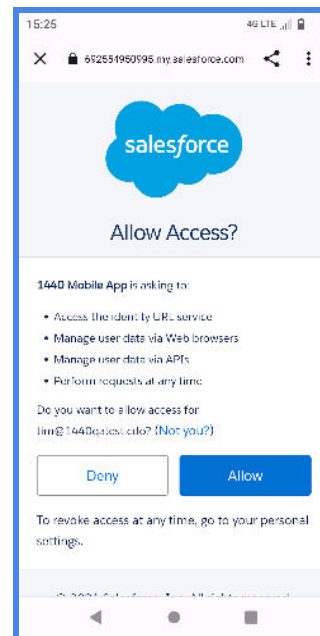 15:25 4G LTE
692554950995.my.salesforce.com
salesforce
Allow Access?
1440 Mobile App is asking to:
• Access the identity URL service
• Manage user data via Web browsers
• Manage user data via APIs
• Perform requests at any time
Do you want to allow access for
(Not you?)
Deny Allow
To revoke access at any time, go to your personal
settings.